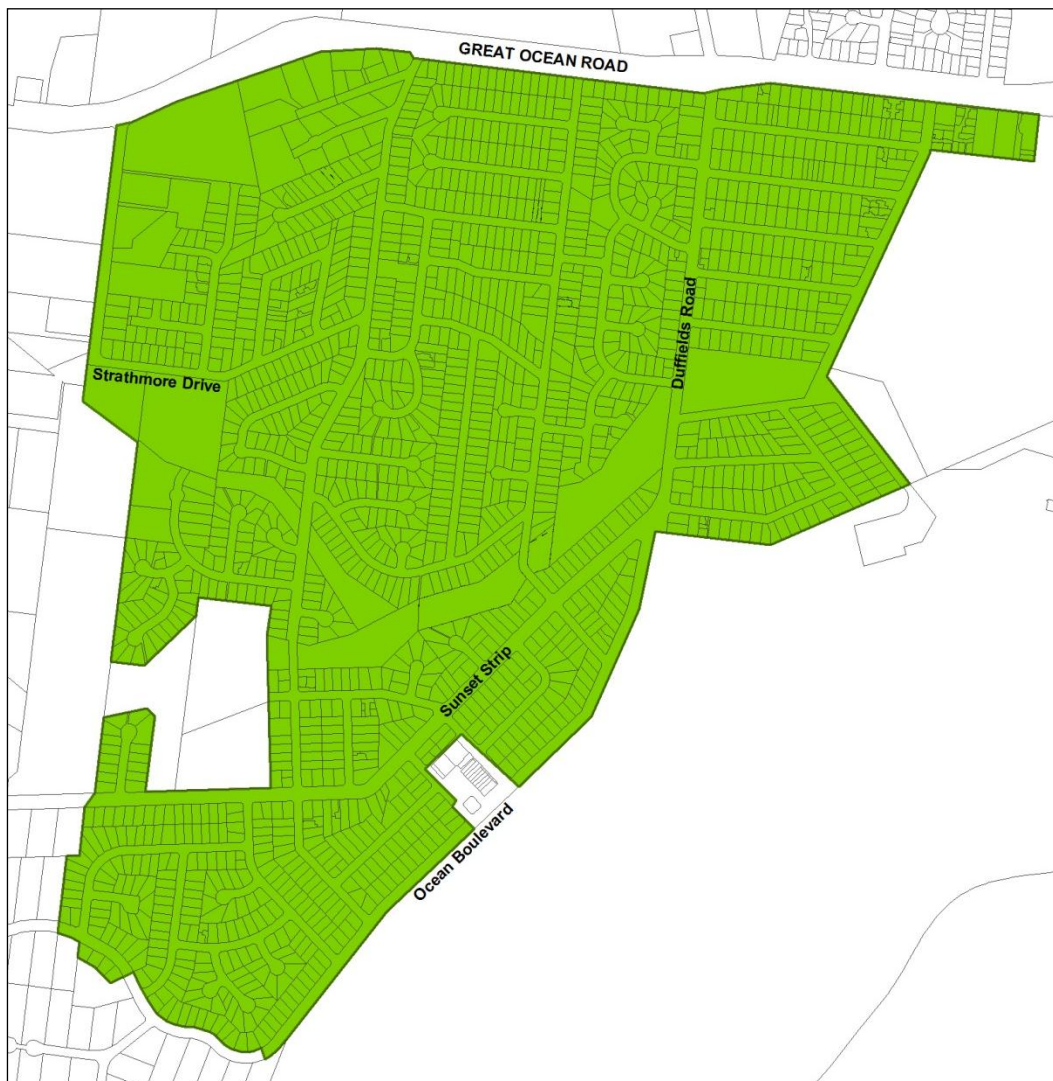 GREAT OCEAN ROAD
Duffields Road
Strathmore Drive
Sunset Strip
Ocean Boulevard